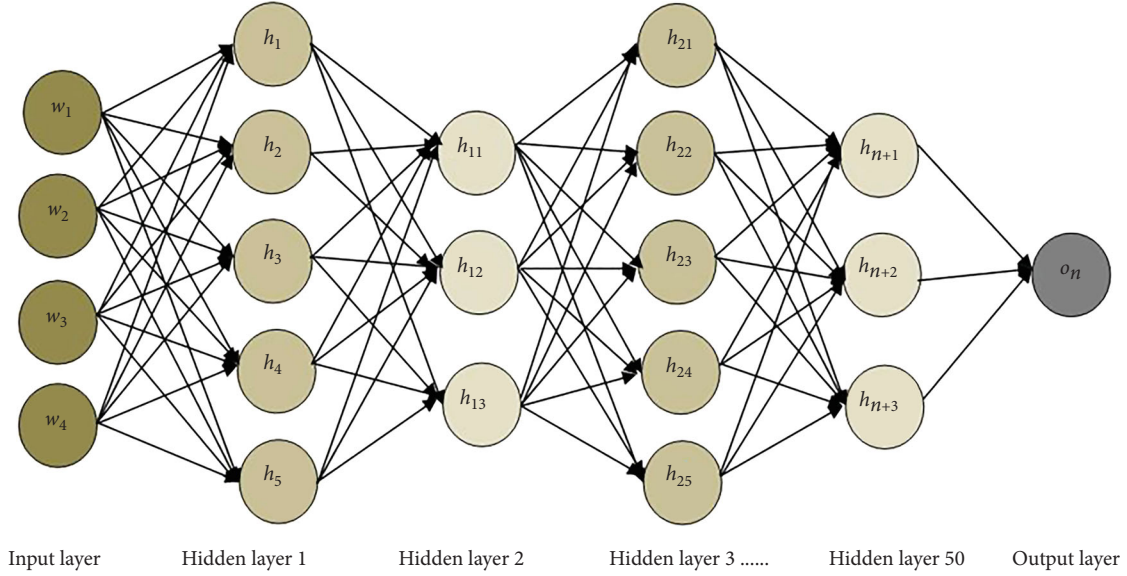 w1
w2
w3
w4
h1
h2
h3
h4
h5
h11
h12
h13
h21
h22
h23
h24
h25
hn+1
hn+2
hn+3
on
Input layer
Hidden layer 1
Hidden layer 2
Hidden layer 3 ......
Hidden layer 50
Output layer